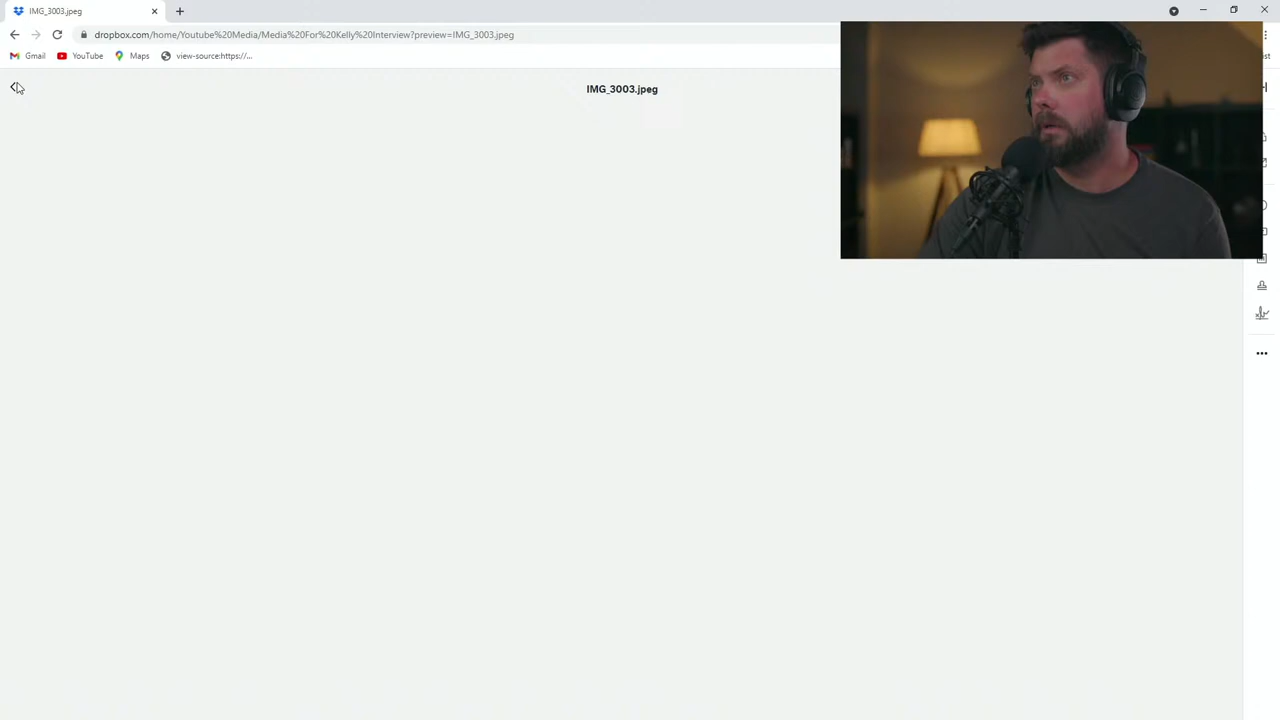 IMG_3003.jpeg
dropbox.com/home/Youtube%20Media/Media%20For%20Kelly%20Interview?preview=IMG_3003.jpeg
Gmail YouTube Maps view-source:https://...
ist
IMG_3003.jpeg